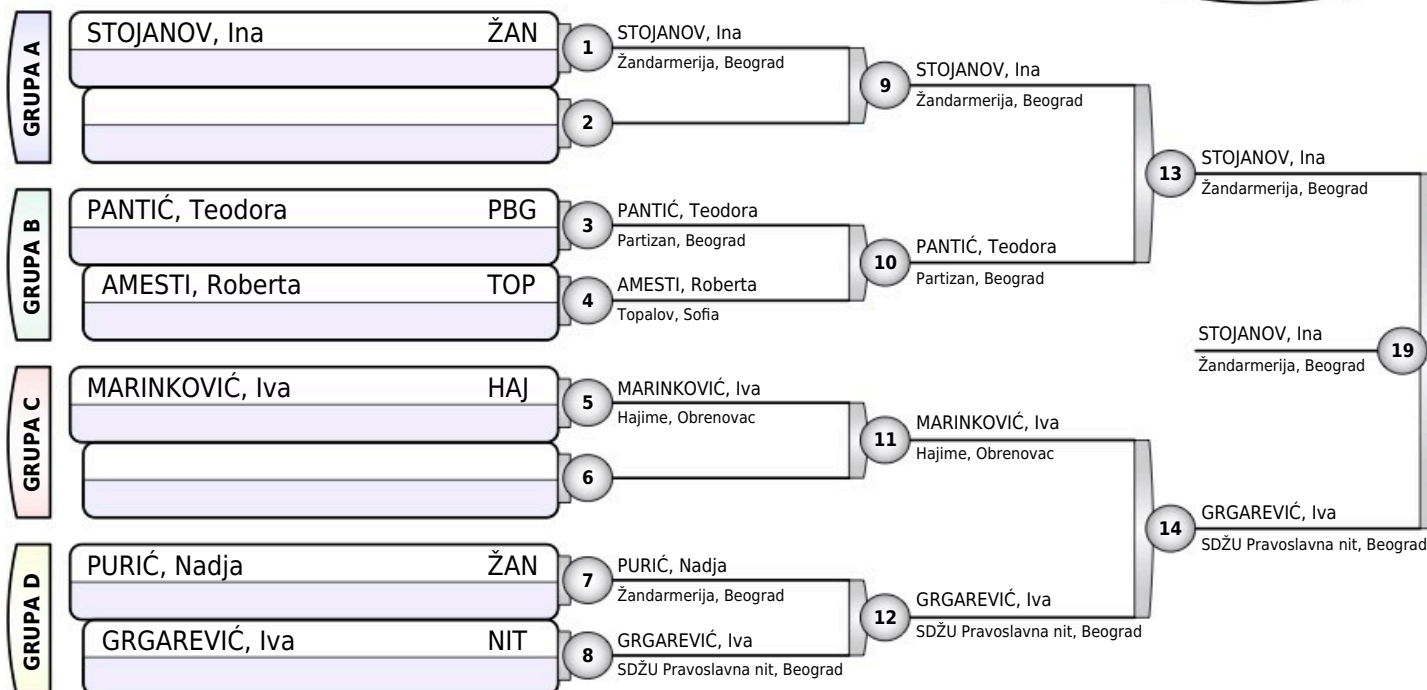 GRUPA A
STOJANOV, Ina ŽAN
1
STOJANOV, Ina
Žandarmerija, Beograd
2
9
STOJANOV, Ina
Žandarmerija, Beograd
GRUPA B
PANTIĆ, Teodora PBG
3
PANTIĆ, Teodora
Partizan, Beograd
AMESTI, Roberta TOP
4
AMESTI, Roberta
Topalov, Sofia
10
PANTIĆ, Teodora
Partizan, Beograd
13
STOJANOV, Ina
Žandarmerija, Beograd
STOJANOV, Ina
Žandarmerija, Beograd
19
GRUPA C
MARINKOVIĆ, Iva HAJ
5
MARINKOVIĆ, Iva
Hajime, Obrenovac
6
11
MARINKOVIĆ, Iva
Hajime, Obrenovac
GRUPA D
PURIĆ, Nadja ŽAN
7
PURIĆ, Nadja
Žandarmerija, Beograd
GRGAREVIĆ, Iva NIT
8
GRGAREVIĆ, Iva
SDŽU Pravoslavna nit, Beograd
12
GRGAREVIĆ, Iva
SDŽU Pravoslavna nit, Beograd
14
GRGAREVIĆ, Iva
SDŽU Pravoslavna nit, Beograd